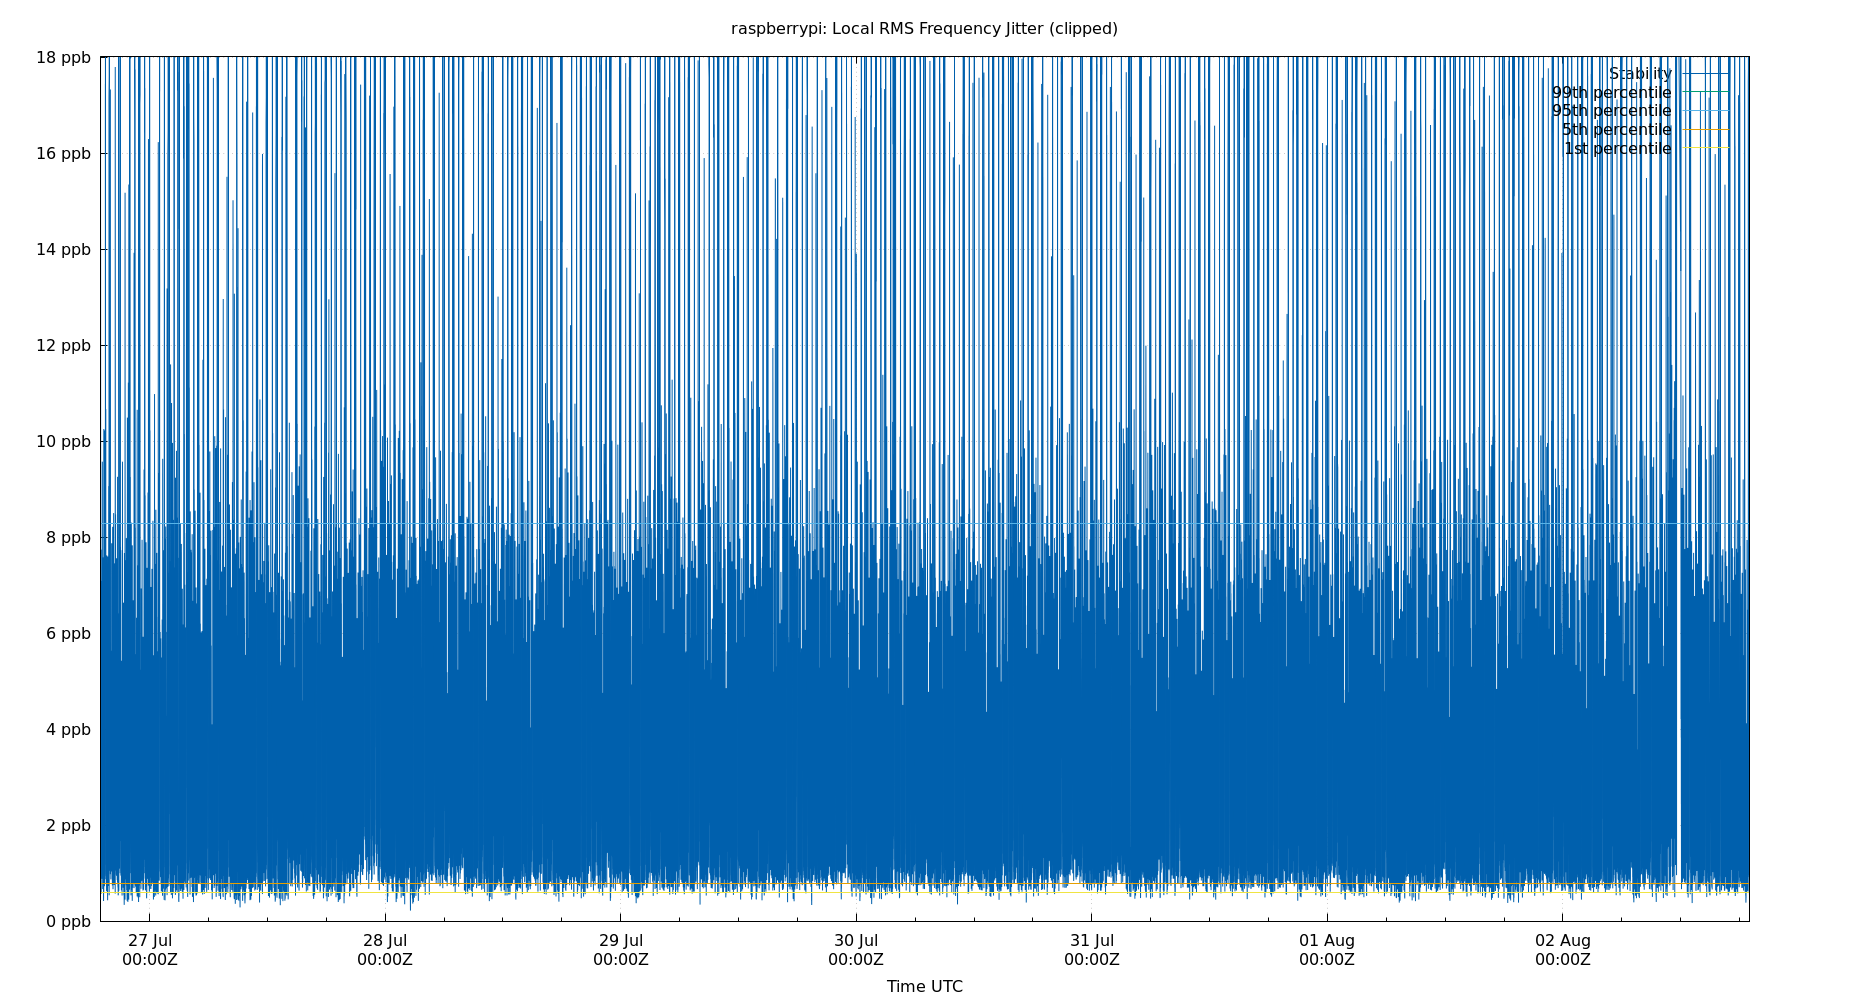 raspberrypi: Local RMS Frequency Jitter (clipped)
18 ppb
16 ppb
14 ppb
12 ppb
10 ppb
8 ppb
6 ppb
4 ppb
2 ppb
0 ppb
Stability
99th percentile
95th percentile
5th percentile
1st percentile
27 Jul
00:00Z
28 Jul
00:00Z
29 Jul
00:00Z
30 Jul
00:00Z
31 Jul
00:00Z
01 Aug
00:00Z
02 Aug
00:00Z
Time UTC